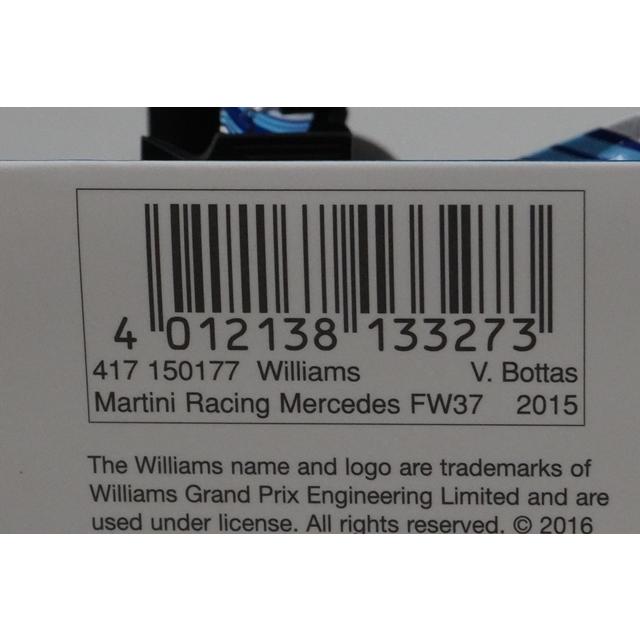 4 012138 133273
417 150177 Williams V. Bottas
Martini Racing Mercedes FW37 2015
The Williams name and logo are trademarks of
Williams Grand Prix Engineering Limited and are
used under license. All rights reserved. © 2016